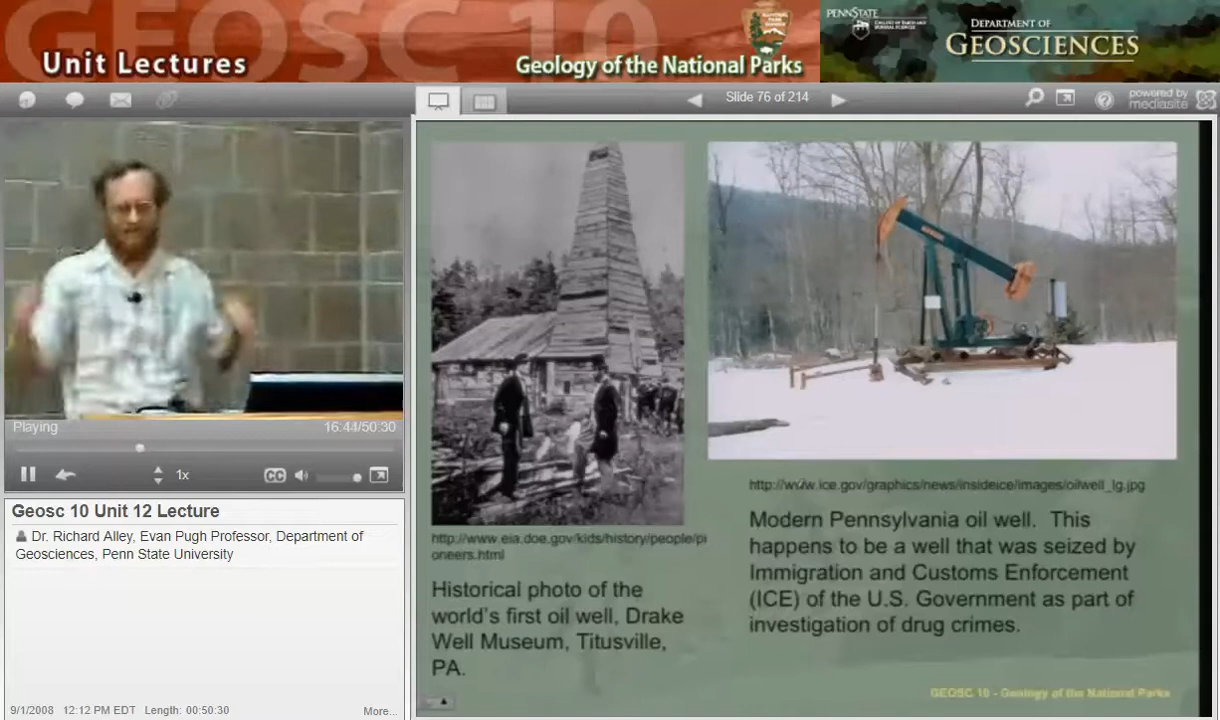 GEOSC 10
Unit Lectures
Geology of the National Parks
PENNSTATE
DEPARTMENT OF
GEOSCIENCES
Slide 76 of 214
powered by
mediasite
Playing
16:44/50:30
1x
CC
Geosc 10 Unit 12 Lecture
Dr. Richard Alley, Evan Pugh Professor, Department of
Geosciences, Penn State University
9/1/2008 12:12 PM EDT Length: 00:50:30
More...
http://www.eia.doe.gov/kids/history/people/pi
oneers.html
Historical photo of the
world's first oil well, Drake
Well Museum, Titusville,
PA.
http://www.ice.gov/graphics/news/insideice/images/oilwell_lg.jpg
Modern Pennsylvania oil well. This
happens to be a well that was seized by
Immigration and Customs Enforcement
(ICE) of the U.S. Government as part of
investigation of drug crimes.
GEOSC 10 - Geology of the National Parks